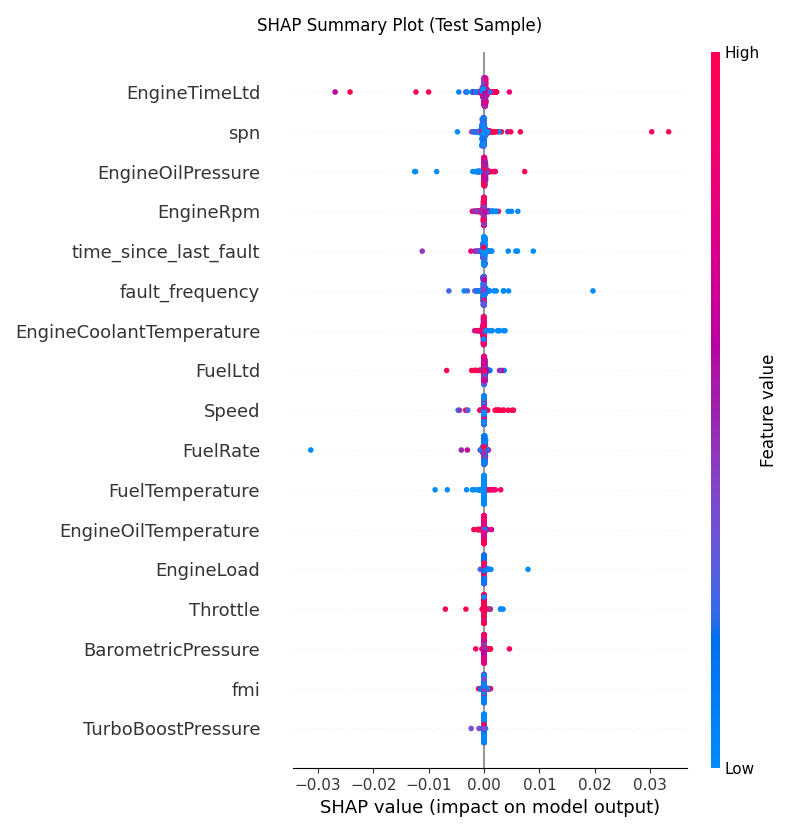 SHAP Summary Plot (Test Sample)
High
EngineTimeLtd
spn
EngineOilPressure
EngineRpm
time_since_last_fault
fault_frequency
EngineCoolantTemperature
FuelLtd
Speed
FuelRate
FuelTemperature
EngineOilTemperature
EngineLoad
Throttle
BarometricPressure
fmi
TurboBoostPressure
Feature value
Low
−0.03 −0.02 −0.01 0.00 0.01 0.02 0.03
SHAP value (impact on model output)